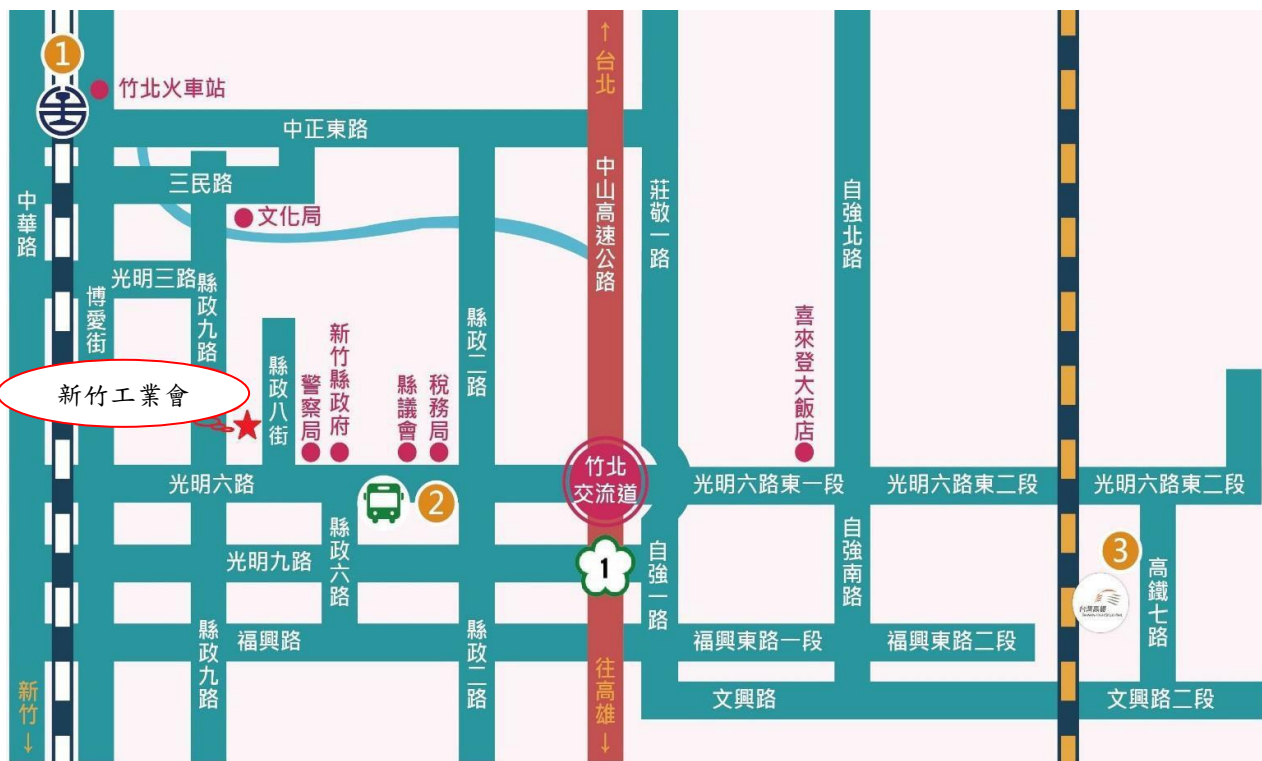 1
竹北火車站
↑台北
中正東路
三民路
文化局
中華路
中山高速公路
莊敬一路
自強北路
光明三路
縣政九路
博愛街
縣政二路
喜來登大飯店
新竹工業會
縣政八街
警察局
新竹縣政府
縣議會
稅務局
光明六路
2
竹北
交流道
光明六路東一段
光明六路東二段
光明六路東二段
縣政六路
光明九路
1
自強一路
自強南路
3
台灣高鐵
高鐵七路
縣政九路
福興路
縣政二路
福興東路一段
福興東路二段
新竹↓
往高雄↓
文興路
文興路二段